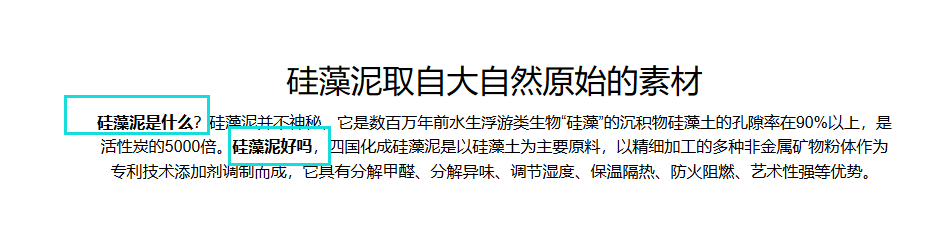 硅藻泥取自大自然原始的素材
硅藻泥是什么？硅藻泥并不神秘，它是数百万年前水生浮游类生物“硅藻”的沉积物硅藻土的孔隙率在90%以上，是
活性炭的5000倍。硅藻泥好吗，四国化成硅藻泥是以硅藻土为主要原料，以精细加工的多种非金属矿物粉体作为
专利技术添加剂调制而成，它具有分解甲醛、分解异味、调节湿度、保温隔热、防火阻燃、艺术性强等优势。